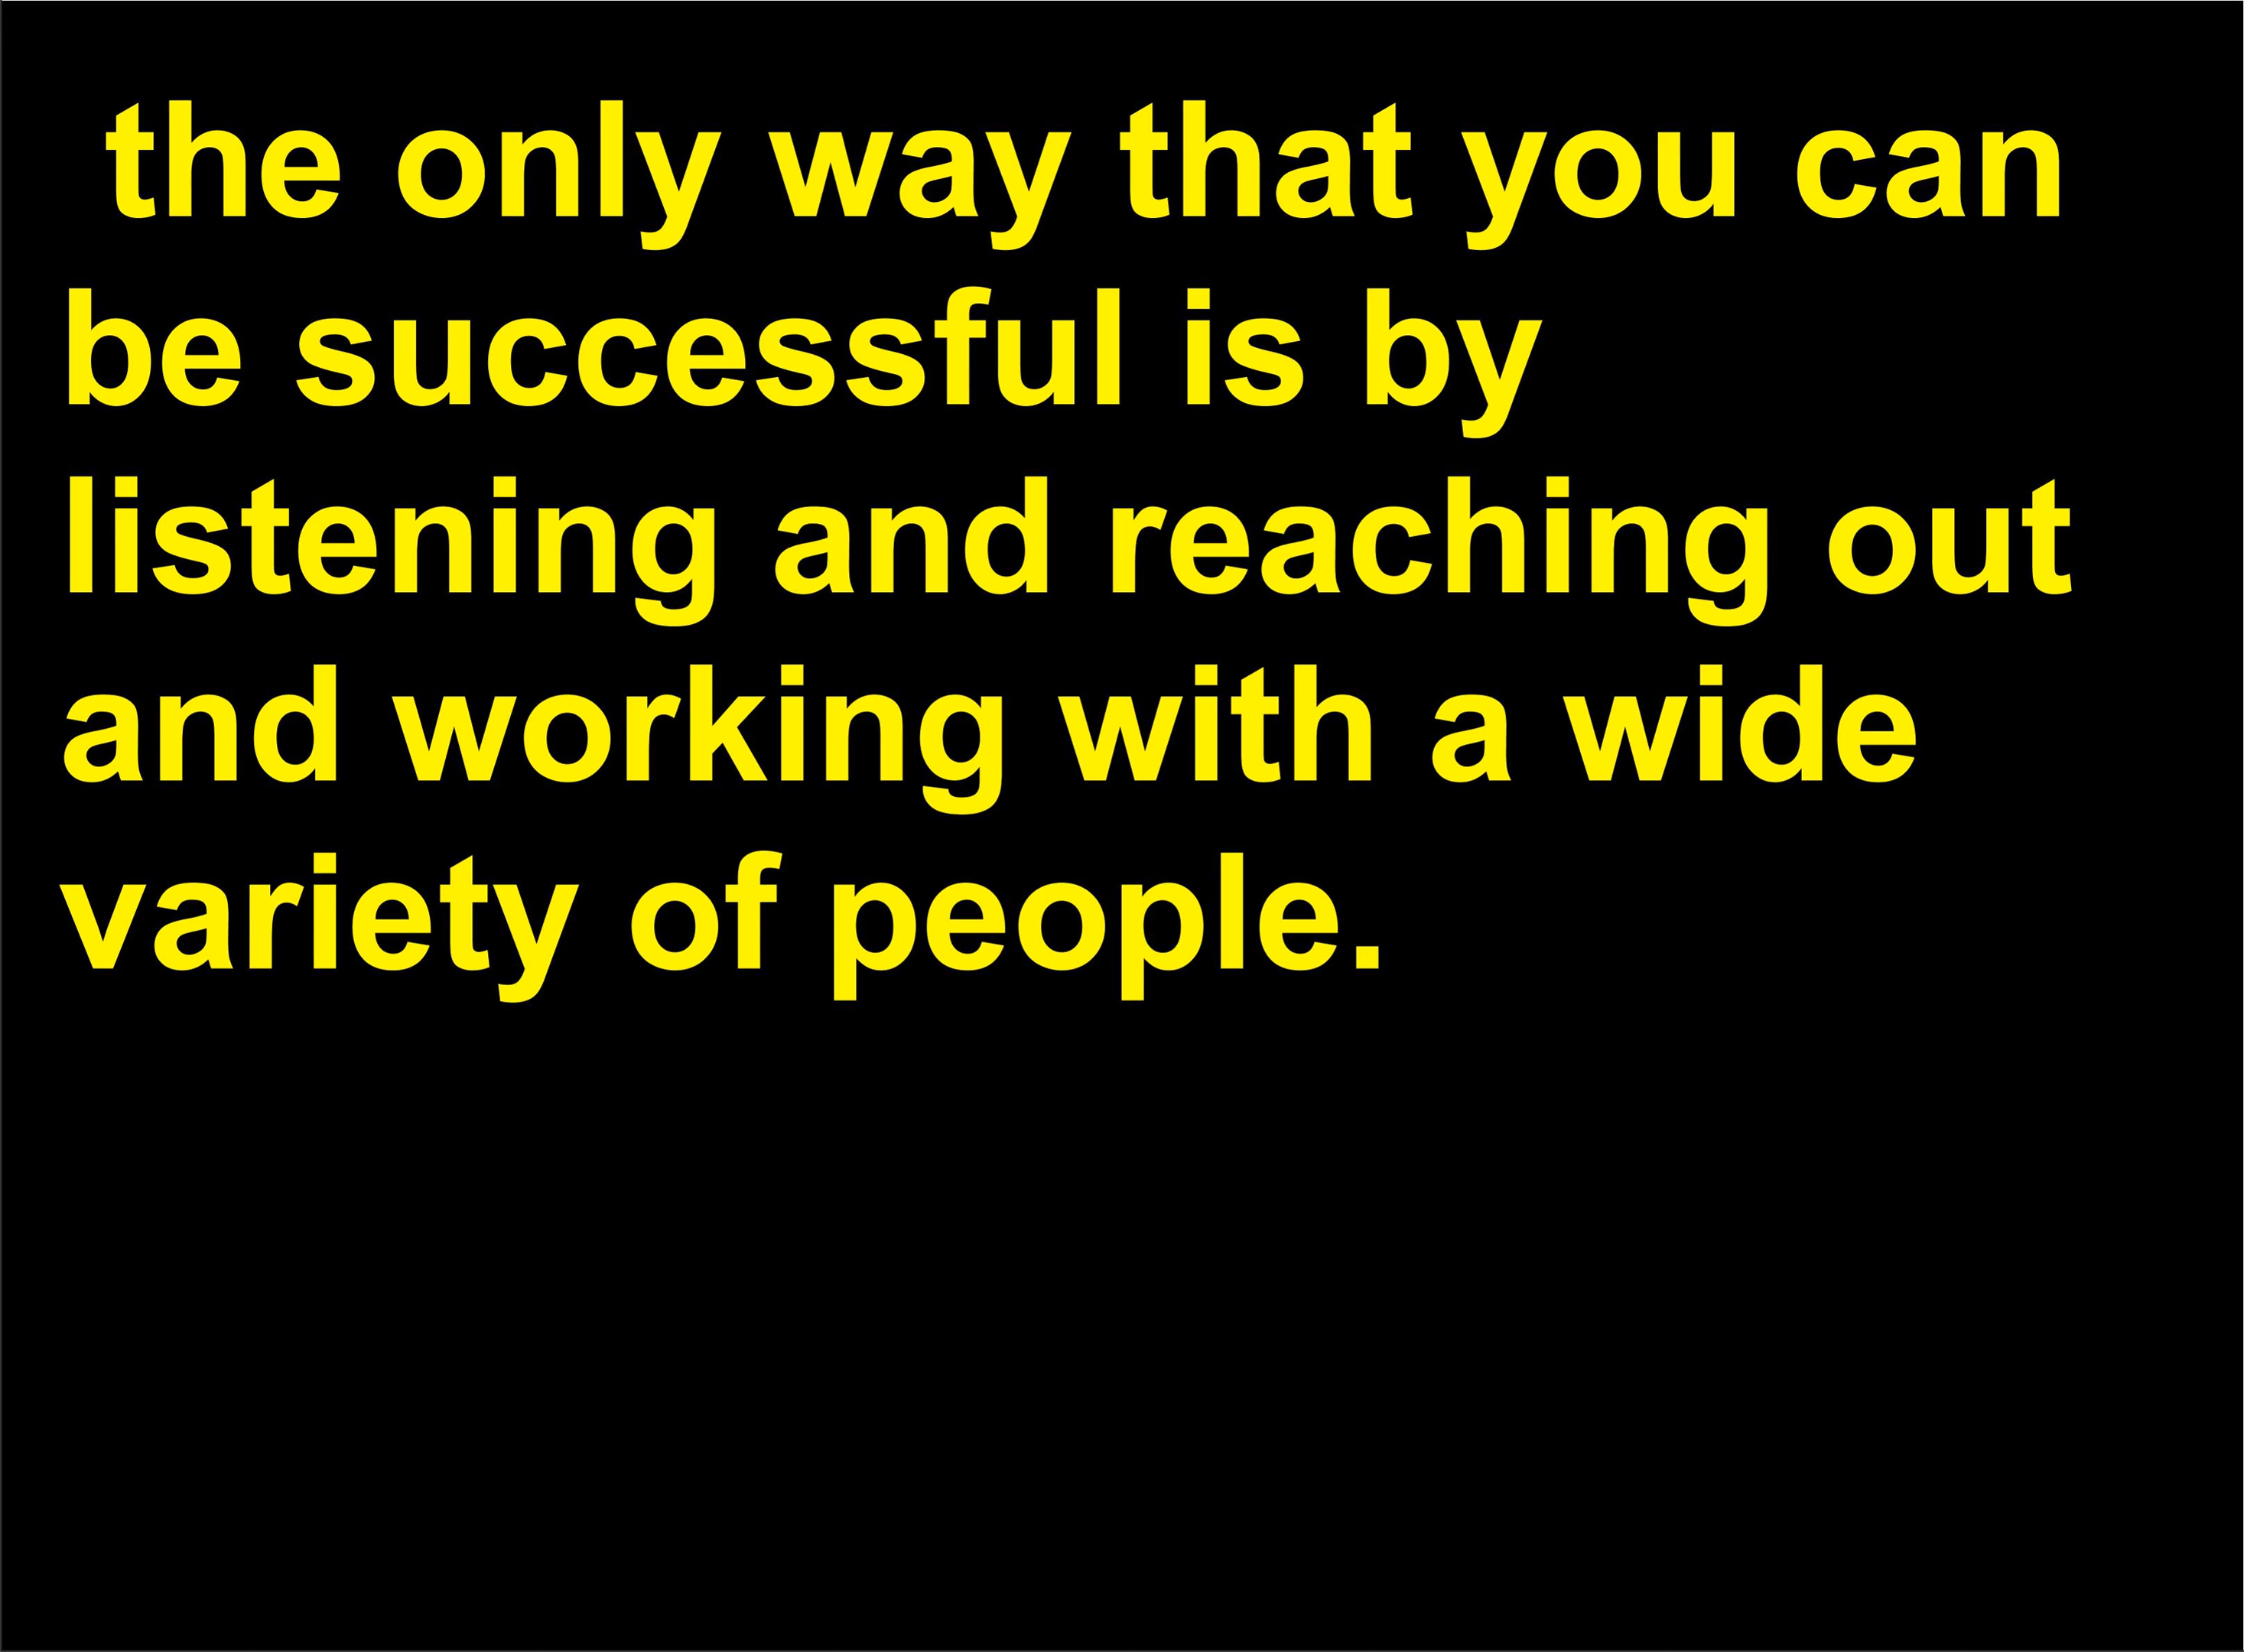 the only way that you can
be successful is by
listening and reaching out
and working with a wide
variety of people.